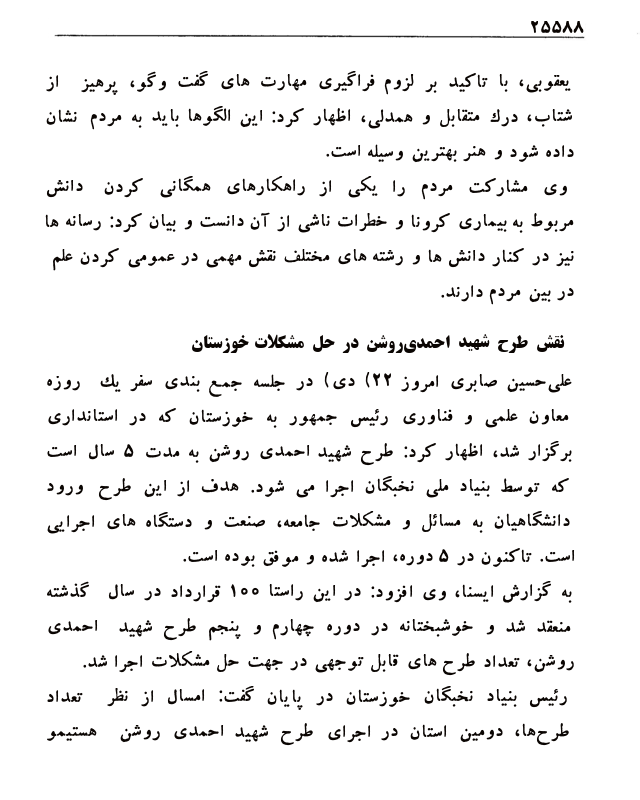 ۲۵۵۸۸
یعقوبی، با تاکید بر لزوم فراگیری مهارت های گفت وگو، پرهیز از
شتاب، درك متقابل و همدلی، اظهار کرد: این الگوها باید به مردم نشان
داده شود و هنر بهترین وسیله است.
وی مشارکت مردم را یکی از راهکارهای همگانی کردن دانش
مربوط به بیماری کرونا و خطرات ناشی از آن دانست و بیان کرد: رسانه ها
نیز در کنار دانش ها و رشته های مختلف نقش مهمی در عمومی کردن علم
در بین مردم دارند.
نقش طرح شهید احمدی‌روشن در حل مشکلات خوزستان
علی‌حسین صابری امروز ۲۲) دی) در جلسه جمع بندی سفر یك روزه
معاون علمی و فناوری رئیس جمهور به خوزستان که در استانداری
برگزار شد، اظهار کرد: طرح شهید احمدی روشن به مدت ۵ سال است
که توسط بنیاد ملی نخبگان اجرا می شود. هدف از این طرح ورود
دانشگاهیان به مسائل و مشکلات جامعه، صنعت و دستگاه های اجرایی
است. تاکنون در ۵ دوره، اجرا شده و موفق بوده است.
به گزارش ایسنا، وی افزود: در این راستا ۱۰۰ قرارداد در سال گذشته
منعقد شد و خوشبختانه در دوره چهارم و پنجم طرح شهید احمدی
روشن، تعداد طرح های قابل توجهی در جهت حل مشکلات اجرا شد.
رئیس بنیاد نخبگان خوزستان در پایان گفت: امسال از نظر تعداد
طرح‌ها، دومین استان در اجرای طرح شهید احمدی روشن هستیمو